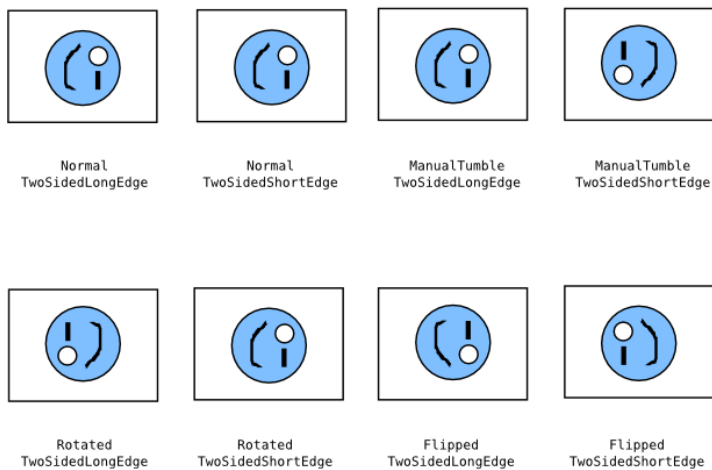 Normal
TwoSidedLongEdge
Normal
TwoSidedShortEdge
ManualTumble
TwoSidedLongEdge
ManualTumble
TwoSidedShortEdge
Rotated
TwoSidedLongEdge
Rotated
TwoSidedShortEdge
Flipped
TwoSidedLongEdge
Flipped
TwoSidedShortEdge